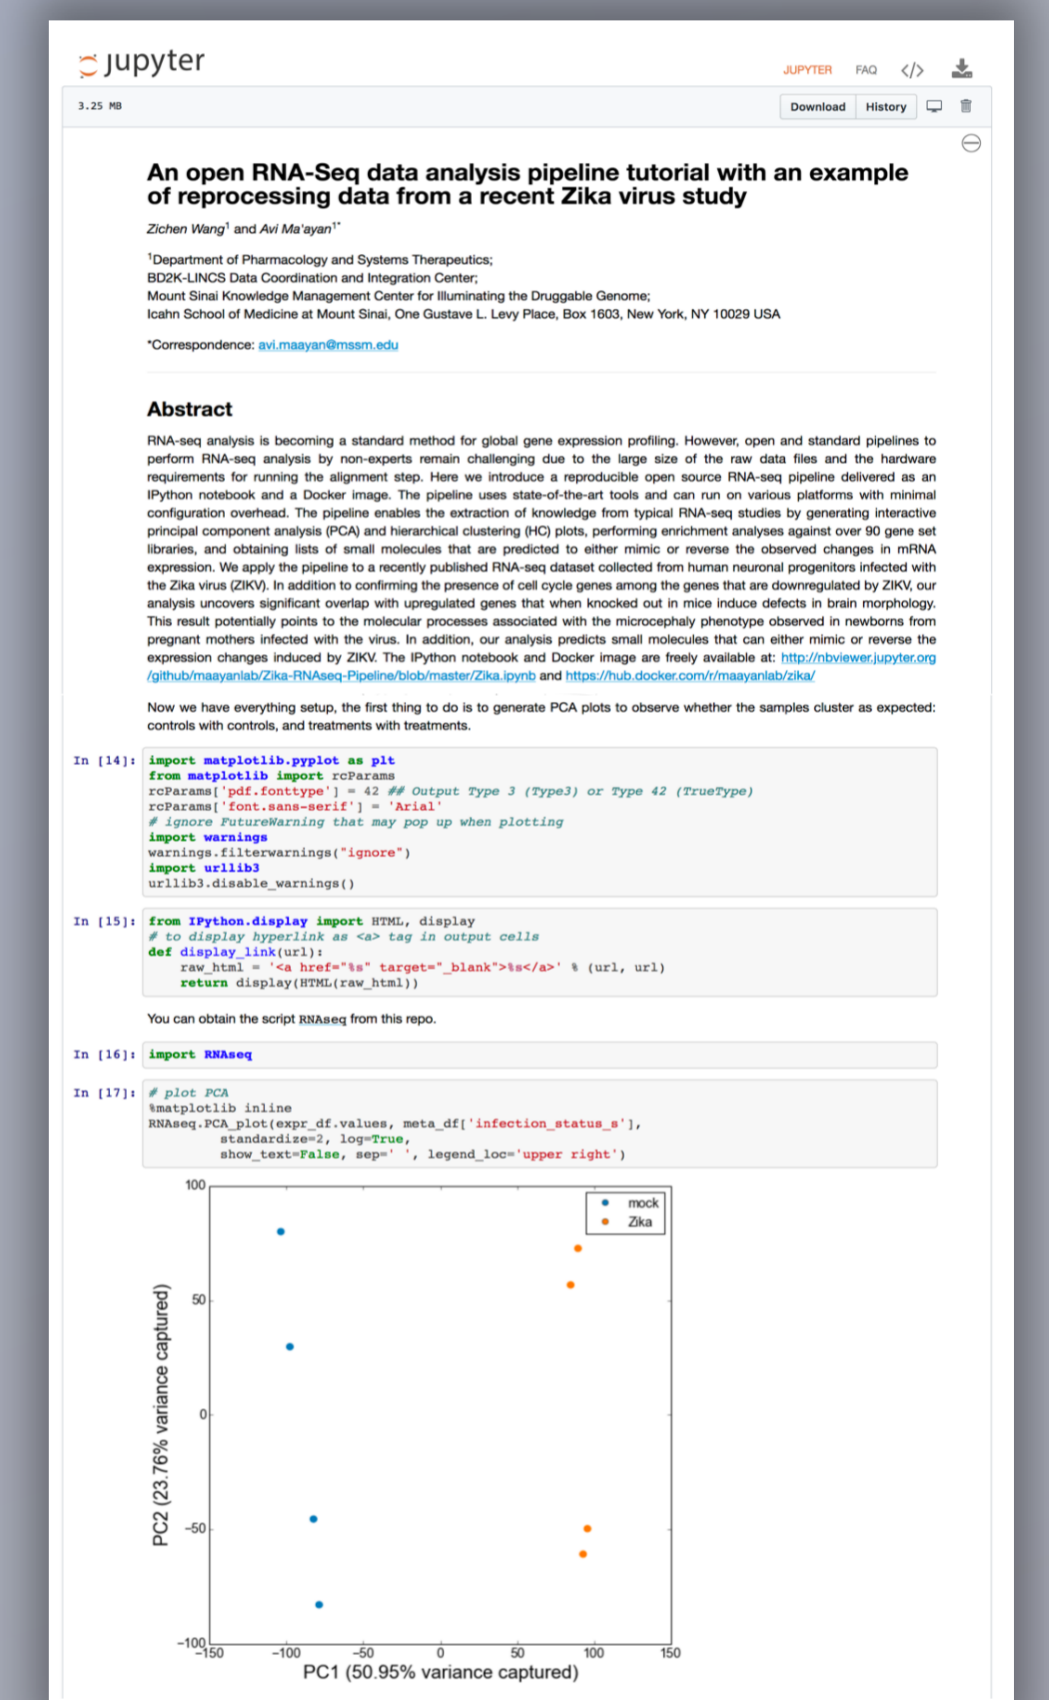 jupyter
JUPYTER FAQ </>
3.25 MB
Download History
An open RNA-Seq data analysis pipeline tutorial with an example
of reprocessing data from a recent Zika virus study
Zichen Wang¹ and Avi Ma'ayan¹*
¹Department of Pharmacology and Systems Therapeutics;
BD2K-LINCS Data Coordination and Integration Center;
Mount Sinai Knowledge Management Center for Illuminating the Druggable Genome;
Icahn School of Medicine at Mount Sinai, One Gustave L. Levy Place, Box 1603, New York, NY 10029 USA
*Correspondence: avi.maayan@mssm.edu
Abstract
RNA-seq analysis is becoming a standard method for global gene expression profiling. However, open and standard pipelines to
perform RNA-seq analysis by non-experts remain challenging due to the large size of the raw data files and the hardware
requirements for running the alignment step. Here we introduce a reproducible open source RNA-seq pipeline delivered as an
IPython notebook and a Docker image. The pipeline uses state-of-the-art tools and can run on various platforms with minimal
configuration overhead. The pipeline enables the extraction of knowledge from typical RNA-seq studies by generating interactive
principal component analysis (PCA) and hierarchical clustering (HC) plots, performing enrichment analyses against over 90 gene set
libraries, and obtaining lists of small molecules that are predicted to either mimic or reverse the observed changes in mRNA
expression. We apply the pipeline to a recently published RNA-seq dataset collected from human neuronal progenitors infected with
the Zika virus (ZIKV). In addition to confirming the presence of cell cycle genes among the genes that are downregulated by ZIKV, our
analysis uncovers significant overlap with upregulated genes that when knocked out in mice induce defects in brain morphology.
This result potentially points to the molecular processes associated with the microcephaly phenotype observed in newborns from
pregnant mothers infected with the virus. In addition, our analysis predicts small molecules that can either mimic or reverse the
expression changes induced by ZIKV. The IPython notebook and Docker image are freely available at: http://nbviewer.jupyter.org
/github/maayanlab/Zika-RNAseq-Pipeline/blob/master/Zika.ipynb and https://hub.docker.com/r/maayanlab/zika/
Now we have everything setup, the first thing to do is to generate PCA plots to observe whether the samples cluster as expected:
controls with controls, and treatments with treatments.
In [14]: import matplotlib.pyplot as plt
from matplotlib import rcParams
rcParams['pdf.fonttype'] = 42 ## Output Type 3 (Type3) or Type 42 (TrueType)
rcParams['font.sans-serif'] = 'Arial'
# ignore FutureWarning that may pop up when plotting
import warnings
warnings.filterwarnings("ignore")
import urllib3
urllib3.disable_warnings()
In [15]: from IPython.display import HTML, display
# to display hyperlink as <a> tag in output cells
def display_link(url):
    raw_html = '<a href="%s" target="_blank">%s</a>' % (url, url)
    return display(HTML(raw_html))
You can obtain the script RNAseq from this repo.
In [16]: import RNAseq
In [17]: # plot PCA
%matplotlib inline
RNAseq.PCA_plot(expr_df.values, meta_df['infection_status_s'],
         standardize=2, log=True,
         show_text=False, sep=' ', legend_loc='upper right')
mock
Zika
100
50
0
−50
−100
PC2 (23.76% variance captured)
−150 −100 −50 0 50 100 150
PC1 (50.95% variance captured)